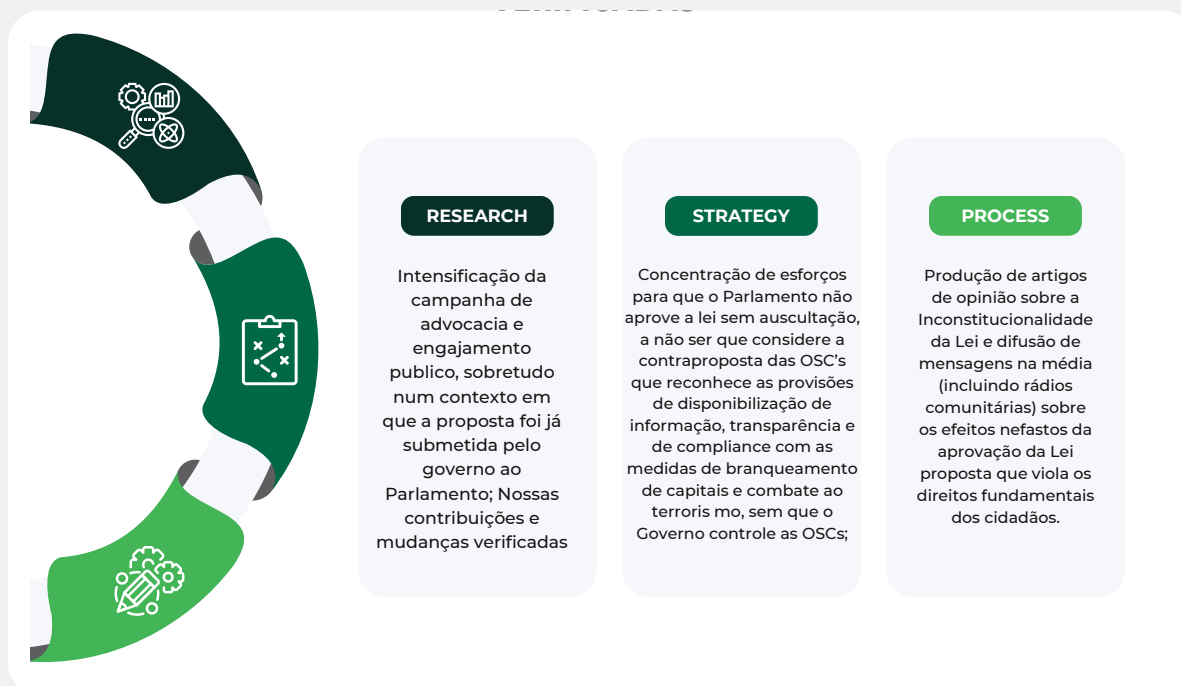 RESEARCH
Intensificação da
campanha de
advocacia e
engajamento
publico, sobretudo
num contexto em
que a proposta foi já
submetida pelo
governo ao
Parlamento; Nossas
contribuições e
mudanças verificadas
STRATEGY
Concentração de esforços
para que o Parlamento não
aprove a lei sem auscultação,
a não ser que considere a
contraproposta das OSC's
que reconhece as provisões
de disponibilização de
informação, transparência e
de compliance com as
medidas de branqueamento
de capitais e combate ao
terroris mo, sem que o
Governo controle as OSCs;
PROCESS
Produção de artigos
de opinião sobre a
Inconstitucionalidade
da Lei e difusão de
mensagens na média
(incluindo rádios
comunitárias) sobre
os efeitos nefastos da
aprovação da Lei
proposta que viola os
direitos fundamentais
dos cidadãos.